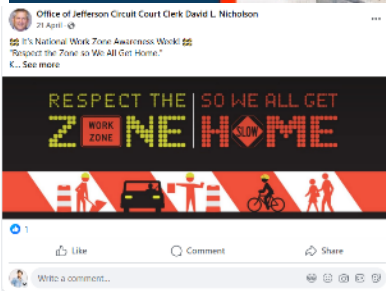 Office of Jefferson Circuit Court Clerk David L. Nicholson
21 April
It's National Work Zone Awareness Week!
"Respect the Zone so We All Get Home."
K... See more
RESPECT THE | SO WE ALL GET
ZONE HOME
WORK ZONE
SLOW
1
Like Comment Share
Write a comment...